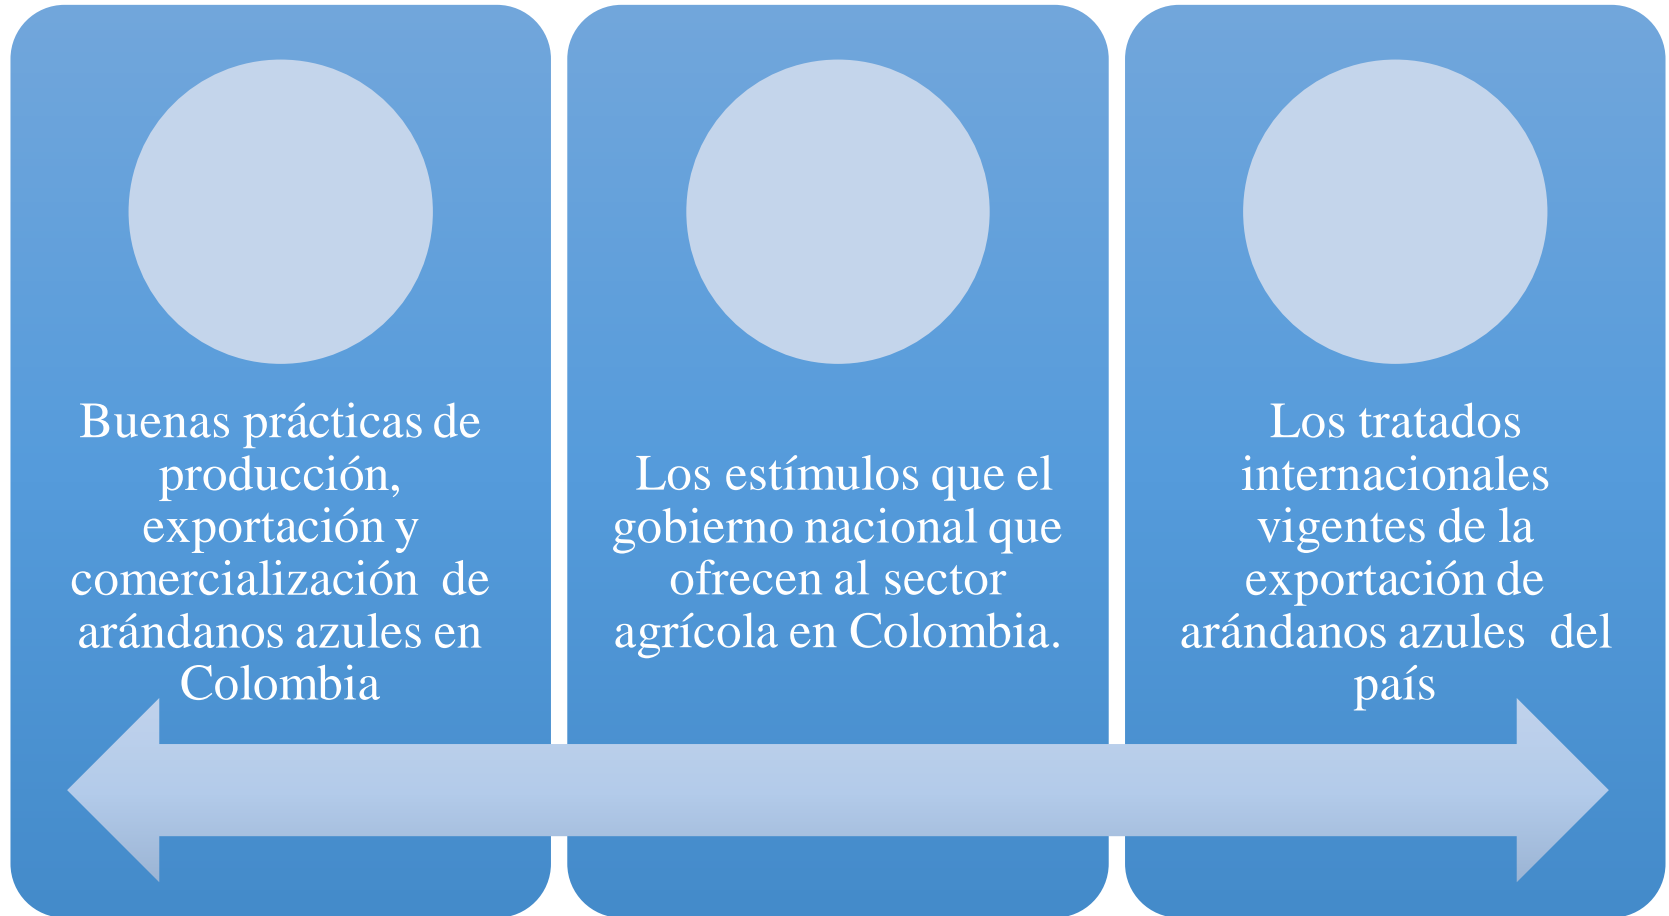 Buenas prácticas de
producción,
exportación y
comercialización  de
arándanos azules en
Colombia
Los estímulos que el
gobierno nacional que
ofrecen al sector
agrícola en Colombia.
Los tratados
internacionales
vigentes de la
exportación de
arándanos azules  del
país